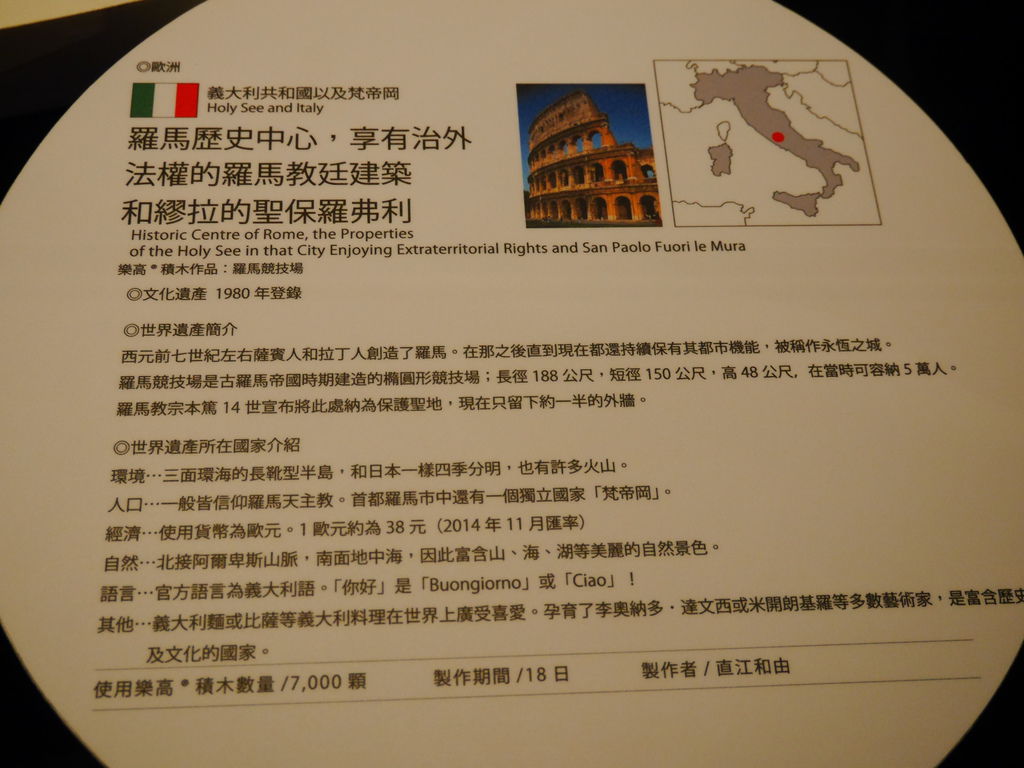 ◎歐洲
義大利共和國以及梵帝岡
Holy See and Italy
羅馬歷史中心，享有治外
法權的羅馬教廷建築
和繆拉的聖保羅弗利
Historic Centre of Rome, the Properties
of the Holy See in that City Enjoying Extraterritorial Rights and San Paolo Fuori le Mura
樂高®積木作品：羅馬競技場
◎文化遺產 1980 年登錄
◎世界遺產簡介
西元前七世紀左右薩賓人和拉丁人創造了羅馬。在那之後直到現在都還持續保有其都市機能，被稱作永恆之城。
羅馬競技場是古羅馬帝國時期建造的橢圓形競技場；長徑 188 公尺，短徑 150 公尺，高 48 公尺, 在當時可容納 5 萬人。
羅馬教宗本篤 14 世宣布將此處納為保護聖地，現在只留下約一半的外牆。
◎世界遺產所在國家介紹
環境…三面環海的長靴型半島，和日本一樣四季分明，也有許多火山。
人口…一般皆信仰羅馬天主教。首都羅馬市中還有一個獨立國家「梵帝岡」。
經濟…使用貨幣為歐元。1 歐元約為 38 元（2014 年 11 月匯率）
自然…北接阿爾卑斯山脈，南面地中海，因此富含山、海、湖等美麗的自然景色。
語言…官方語言為義大利語。「你好」是「Buongiorno」或「Ciao」！
其他…義大利麵或比薩等義大利料理在世界上廣受喜愛。孕育了李奧納多・達文西或米開朗基羅等多數藝術家，是富含歷史
及文化的國家。
使用樂高®積木數量 /7,000 顆 製作期間 /18 日 製作者 / 直江和由